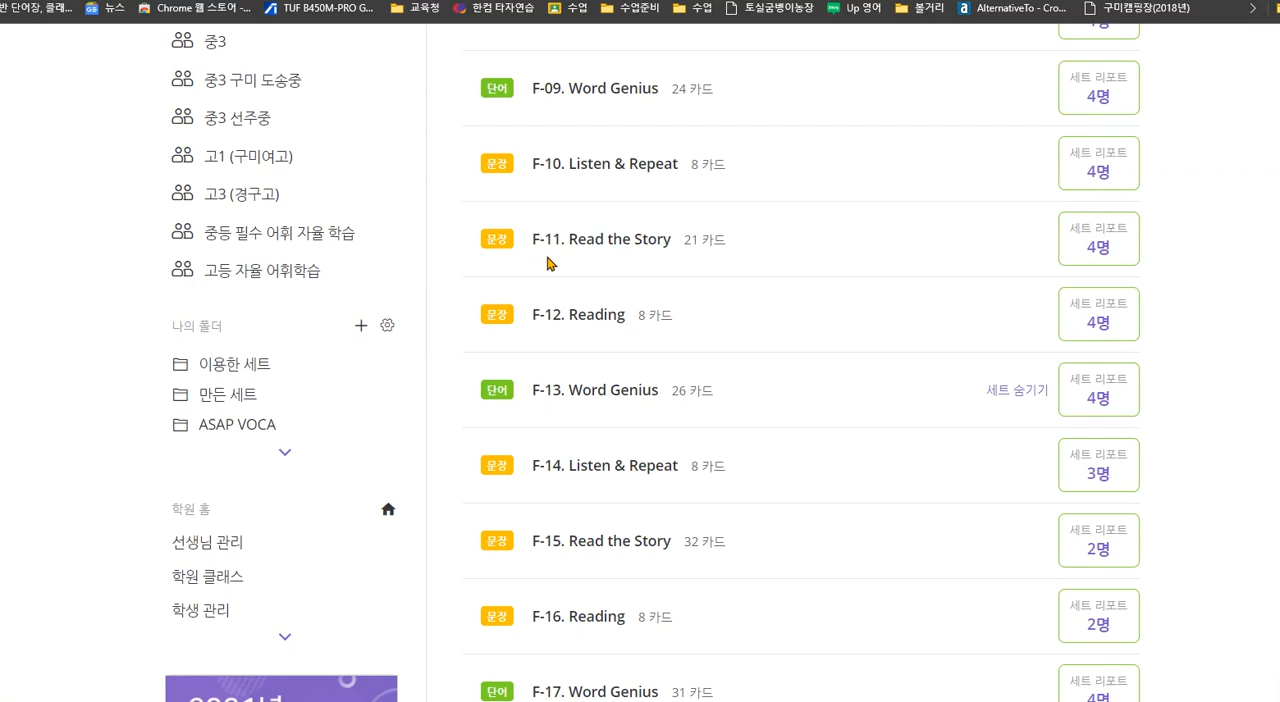 반 단어장, 클래... 뉴스 Chrome 웹 스토어 -... TUF B450M-PRO G... 교육청 한컴 타자연습 수업 수업준비 수업 토실궁뱅이농장 Up 영어 볼거리 AlternativeTo - Cro... 구미캠핑장(2018년)
중3
중3 구미 도송중
중3 선주중
고1 (구미여고)
고3 (경구고)
중등 필수 어휘 자율 학습
고등 자율 어휘학습
나의 폴더
이용한 세트
만든 세트
ASAP VOCA
학원 홈
선생님 관리
학원 클래스
학생 관리
4명
단어 F-09. Word Genius 24 카드
세트 리포트
4명
문장 F-10. Listen & Repeat 8 카드
세트 리포트
4명
문장 F-11. Read the Story 21 카드
세트 리포트
4명
문장 F-12. Reading 8 카드
세트 리포트
4명
단어 F-13. Word Genius 26 카드 세트 숨기기
세트 리포트
4명
문장 F-14. Listen & Repeat 8 카드
세트 리포트
3명
문장 F-15. Read the Story 32 카드
세트 리포트
2명
문장 F-16. Reading 8 카드
세트 리포트
2명
단어 F-17. Word Genius 31 카드
세트 리포트
4명